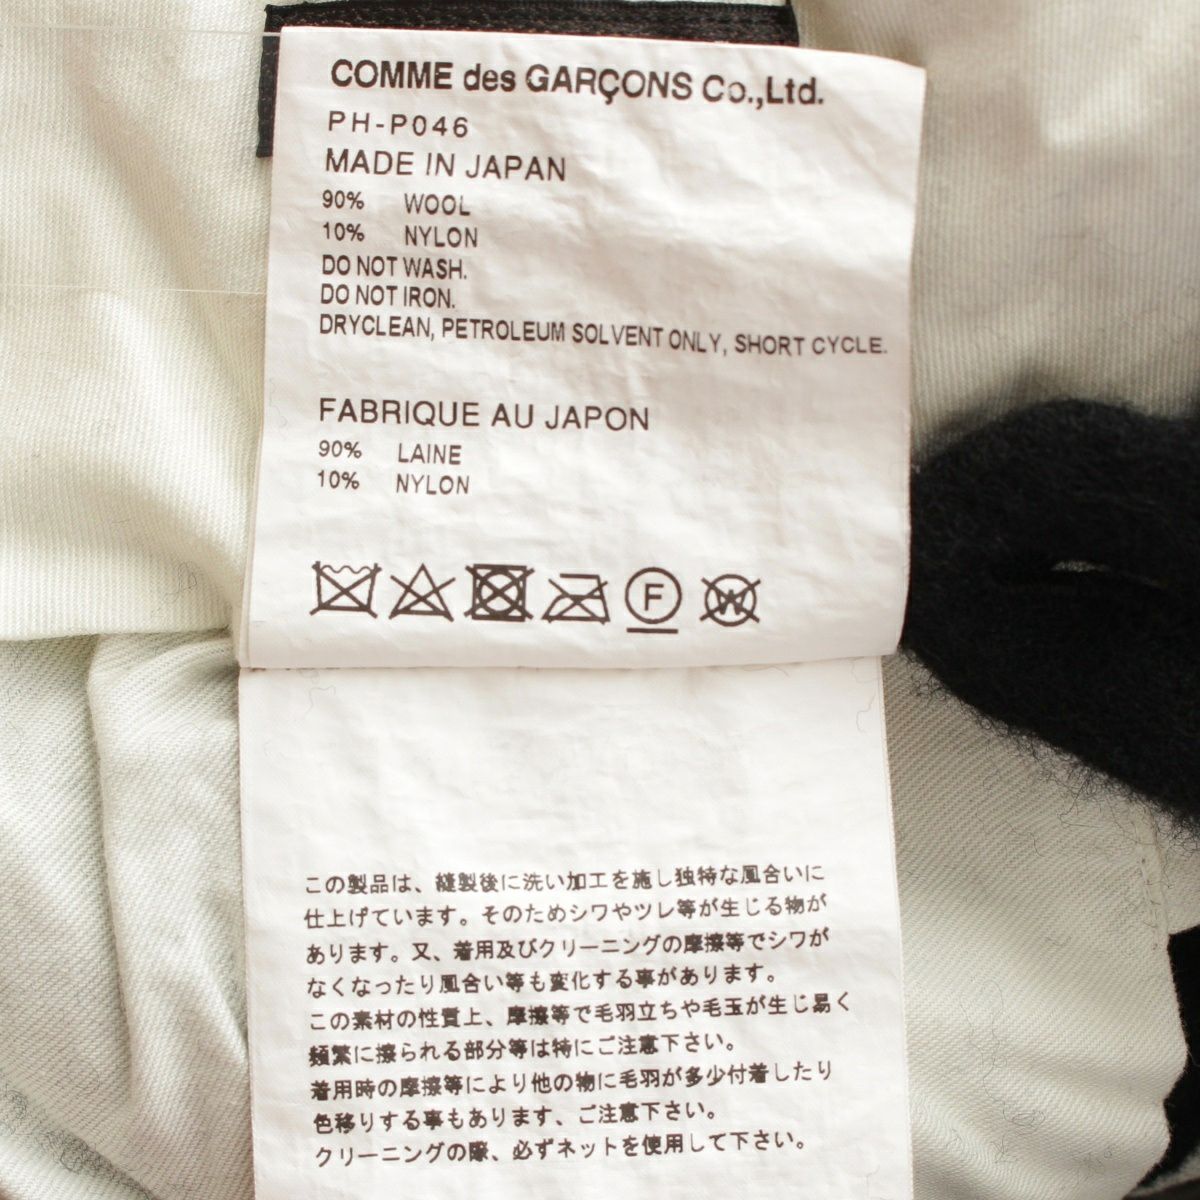 COMME des GARÇONS Co.,Ltd.
PH-P046
MADE IN JAPAN
90% WOOL
10% NYLON
DO NOT WASH.
DO NOT IRON.
DRYCLEAN, PETROLEUM SOLVENT ONLY, SHORT CYCLE.
FABRIQUE AU JAPON
90% LAINE
10% NYLON
F W
この製品は、縫製後に洗い加工を施し独特な風合いに
仕上げています。そのためシワやツレ等が生じる物が
あります。又、着用及びクリーニングの摩擦等でシワが
なくなったり風合い等も変化する事があります。
この素材の性質上、摩擦等で毛羽立ちや毛玉が生じ易く
頻繁に擦られる部分等は特にご注意下さい。
着用時の摩擦等により他の物に毛羽が多少付着したり
色移りする事もあります、ご注意下さい。
クリーニングの際、必ずネットを使用して下さい。